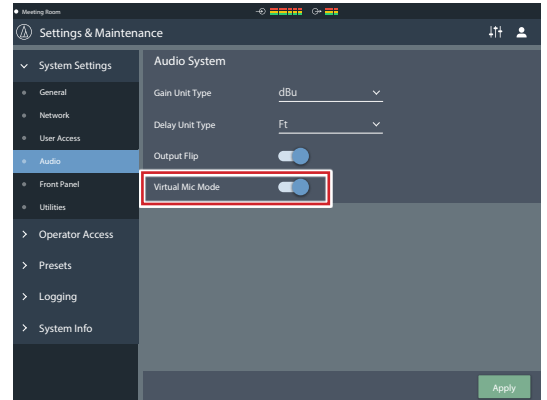 Meeting Room
Settings & Maintenance
System Settings
General
Network
User Access
Audio
Front Panel
Utilities
Operator Access
Presets
Logging
System Info
Audio System
Gain Unit Type dBu
Delay Unit Type Ft
Output Flip
Virtual Mic Mode
Apply